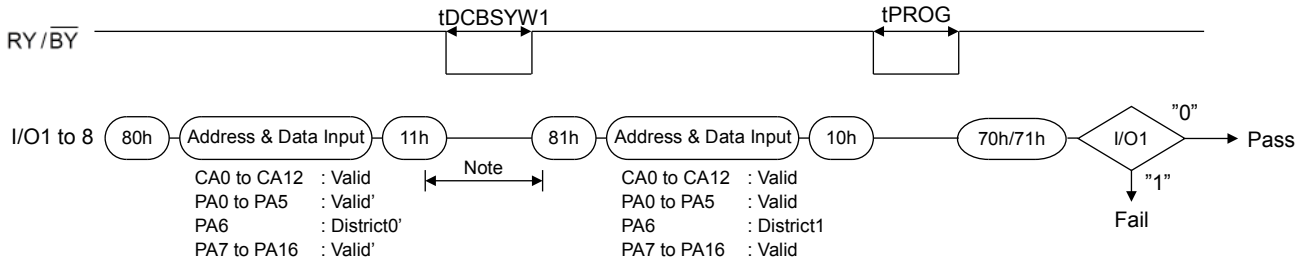 tDCBSYW1
tPROG
RY / BY
I/O1 to 8
80h
Address & Data Input
11h
81h
Address & Data Input
10h
70h/71h
I/O1
”0”
Pass
”1”
Fail
Note
CA0 to CA12 : Valid
PA0 to PA5 : Valid’
PA6 : District0’
PA7 to PA16 : Valid’
CA0 to CA12 : Valid
PA0 to PA5 : Valid
PA6 : District1
PA7 to PA16 : Valid